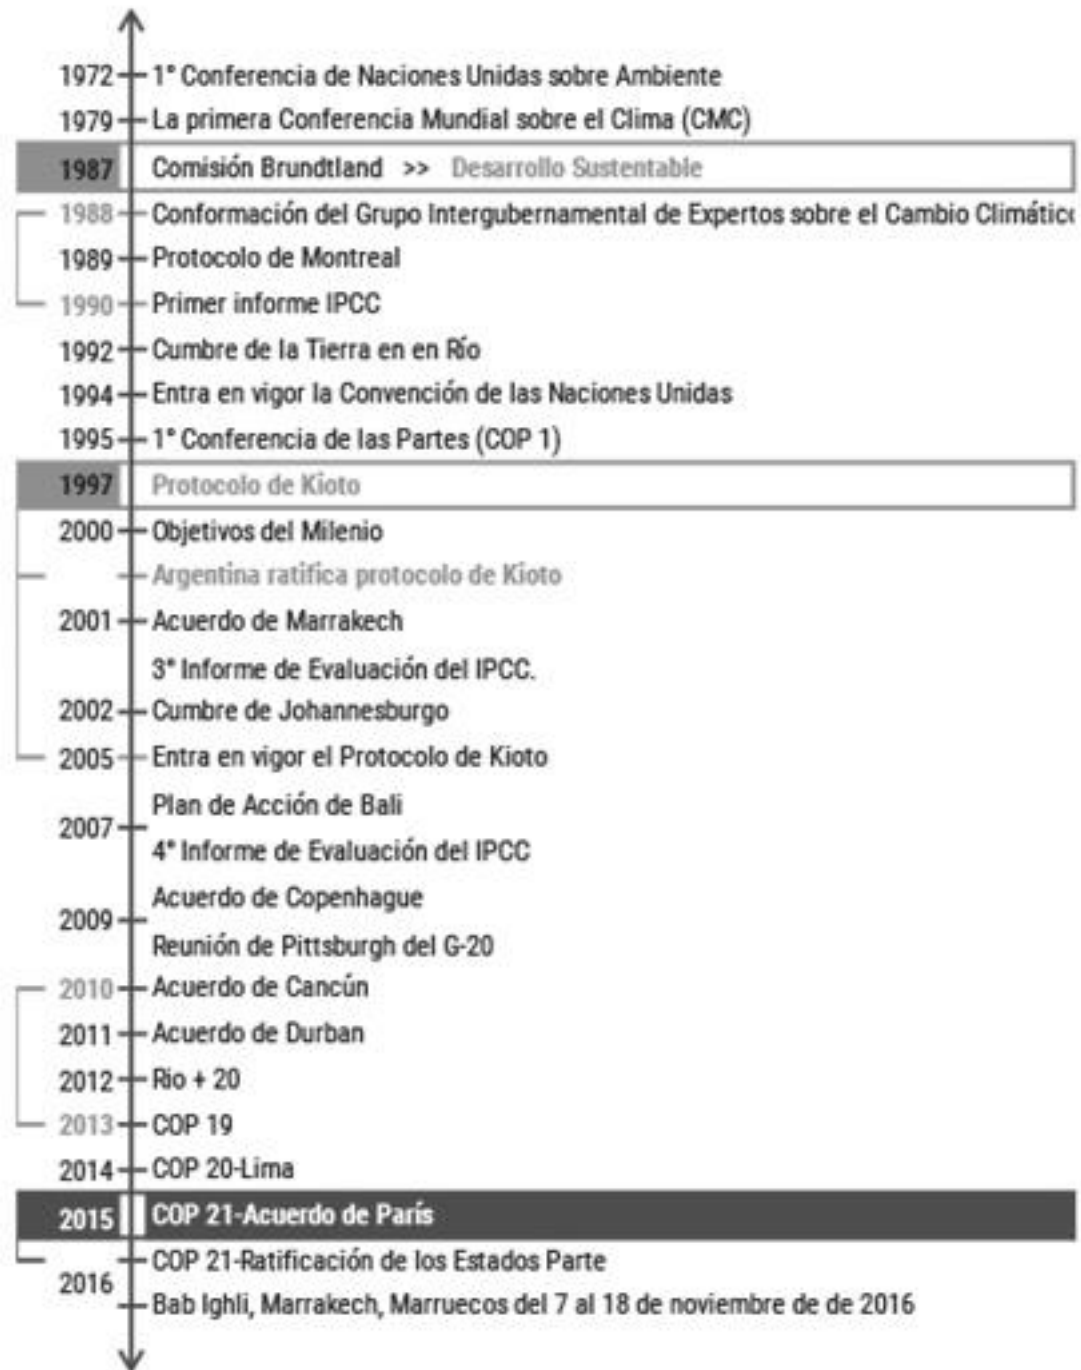 1972 1° Conferencia de Naciones Unidas sobre Ambiente
1979 La primera Conferencia Mundial sobre el Clima (CMC)
1987 Comisión Brundtland >> Desarrollo Sustentable
1988 Conformación del Grupo Intergubernamental de Expertos sobre el Cambio Climático
1989 Protocolo de Montreal
1990 Primer informe IPCC
1992 Cumbre de la Tierra en en Río
1994 Entra en vigor la Convención de las Naciones Unidas
1995 1° Conferencia de las Partes (COP 1)
1997 Protocolo de Kioto
2000 Objetivos del Milenio
Argentina ratifica protocolo de Kioto
2001 Acuerdo de Marrakech
3° Informe de Evaluación del IPCC.
2002 Cumbre de Johannesburgo
2005 Entra en vigor el Protocolo de Kioto
Plan de Acción de Bali
2007
4° Informe de Evaluación del IPCC
Acuerdo de Copenhague
2009
Reunión de Pittsburgh del G-20
2010 Acuerdo de Cancún
2011 Acuerdo de Durban
2012 Rio + 20
2013 COP 19
2014 COP 20-Lima
2015 COP 21-Acuerdo de París
COP 21-Ratificación de los Estados Parte
2016
Bab Ighli, Marrakech, Marruecos del 7 al 18 de noviembre de de 2016